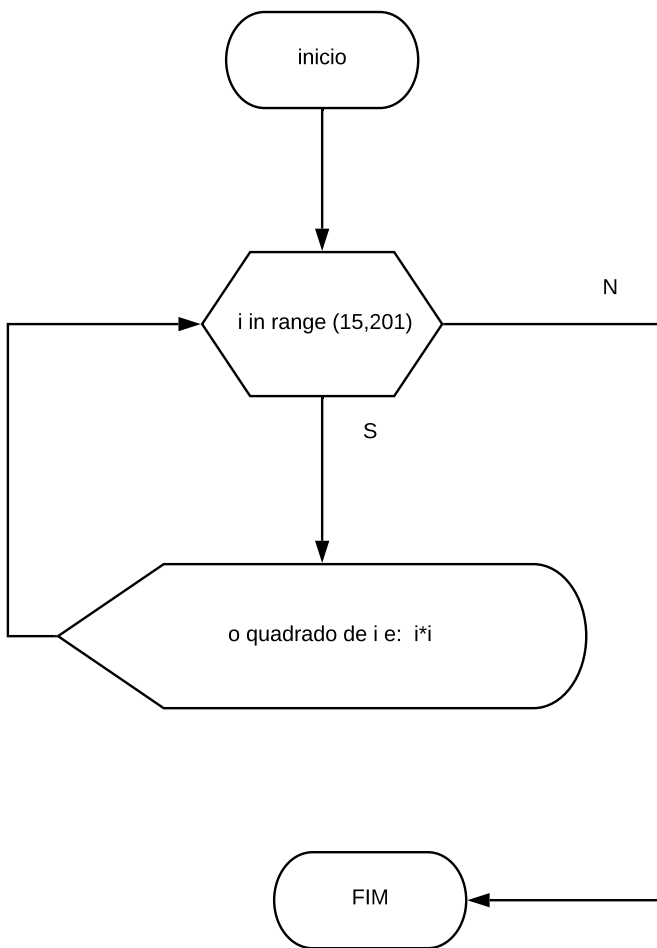 inicio
N
i in range (15,201)
S
o quadrado de i e:  i*i
FIM